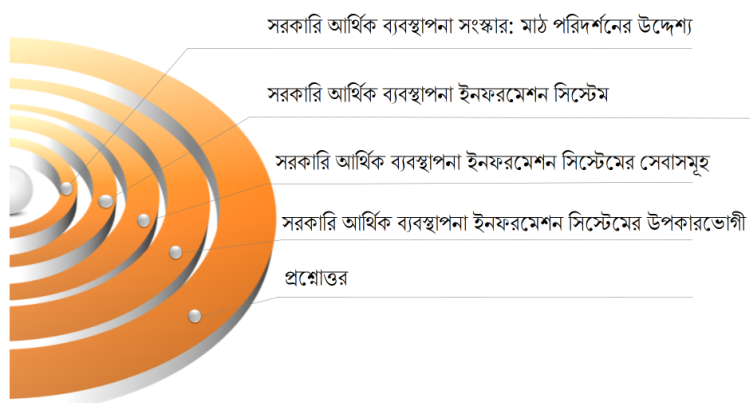 সরকারি আর্থিক ব্যবস্থাপনা সংস্কার: মাঠ পরিদর্শনের উদ্দেশ্য
সরকারি আর্থিক ব্যবস্থাপনা ইনফরমেশন সিস্টেম
সরকারি আর্থিক ব্যবস্থাপনা ইনফরমেশন সিস্টেমের সেবাসমূহ
সরকারি আর্থিক ব্যবস্থাপনা ইনফরমেশন সিস্টেমের উপকারভোগী
প্রশ্নোত্তর